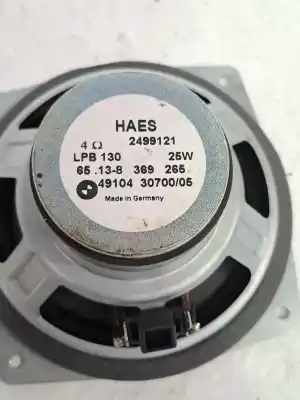 HAES
4 Ω 2499121
LPB 130 25W
65 .13-8 369 265
49104 30700/05
Made in Germany